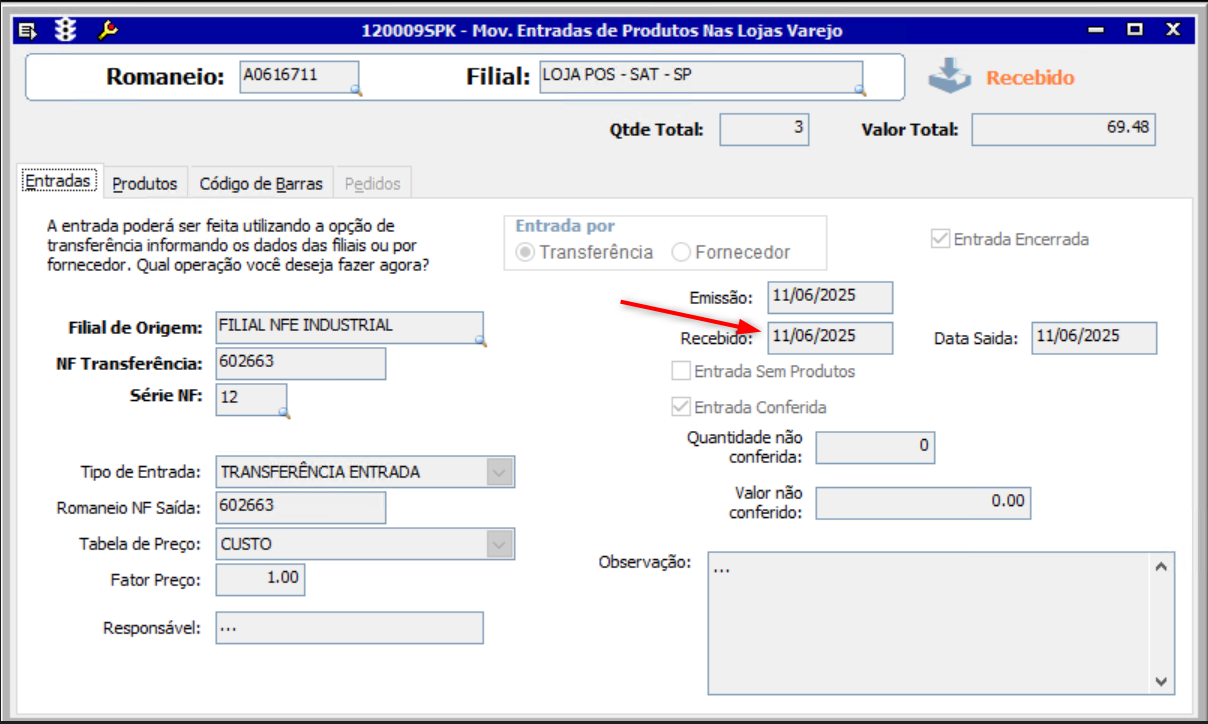 120009SPK - Mov. Entradas de Produtos Nas Lojas Varejo
Romaneio: A0616711 Filial: LOJA POS - SAT - SP Recebido
Qtde Total: 3 Valor Total: 69.48
Entradas Produtos Código de Barras Pedidos
A entrada poderá ser feita utilizando a opção de
transferência informando os dados das filiais ou por
fornecedor. Qual operação você deseja fazer agora?
Entrada por
Transferência Fornecedor
Entrada Encerrada
Emissão: 11/06/2025
Filial de Origem: FILIAL NFE INDUSTRIAL
Recebido: 11/06/2025 Data Saida: 11/06/2025
NF Transferência: 602663
Entrada Sem Produtos
Série NF: 12
Entrada Conferida
Quantidade não
conferida: 0
Tipo de Entrada: TRANSFERÊNCIA ENTRADA
Romaneio NF Saída: 602663
Valor não
conferido: 0.00
Tabela de Preço: CUSTO
Fator Preço: 1.00
Observação: ...
Responsável: ...